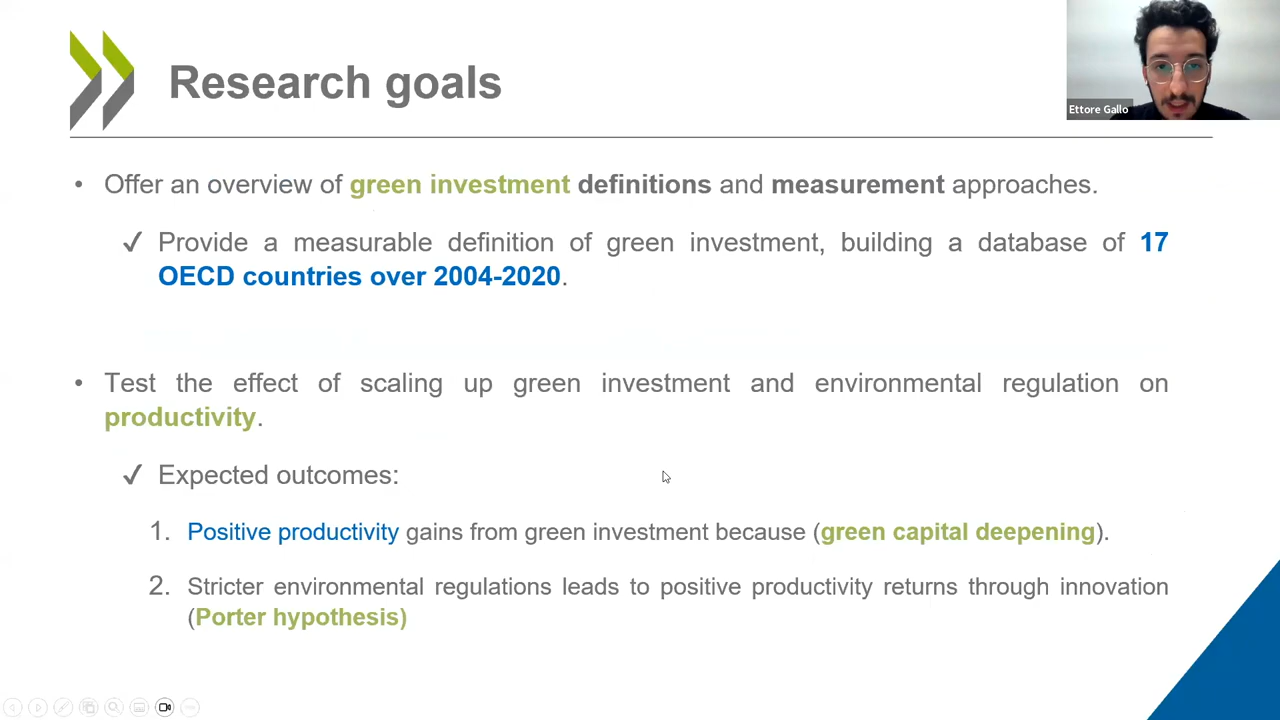 Research goals
Ettore Gallo
• Offer an overview of green investment definitions and measurement approaches.
✓ Provide a measurable definition of green investment, building a database of 17
OECD countries over 2004-2020.
• Test the effect of scaling up green investment and environmental regulation on
productivity.
✓ Expected outcomes:
1. Positive productivity gains from green investment because (green capital deepening).
2. Stricter environmental regulations leads to positive productivity returns through innovation
(Porter hypothesis)